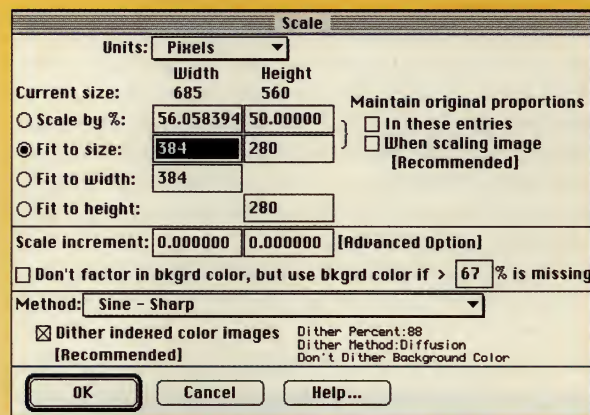 Scale
Units: Pixels
Width Height
Current size: 685 560
Scale by %: 56.058394 50.00000
Fit to size: 384 280
Fit to width: 384
Fit to height: 280
Maintain original proportions
In these entries
When scaling image
[Recommended]
Scale increment: 0.000000 0.000000 [Advanced Option]
Don't factor in bkgrd color, but use bkgrd color if > 67 % is missing
Method: Sine - Sharp
Dither indexed color images
[Recommended]
Dither Percent:88
Dither Method:Diffusion
Don't Dither Background Color
OK Cancel Help...